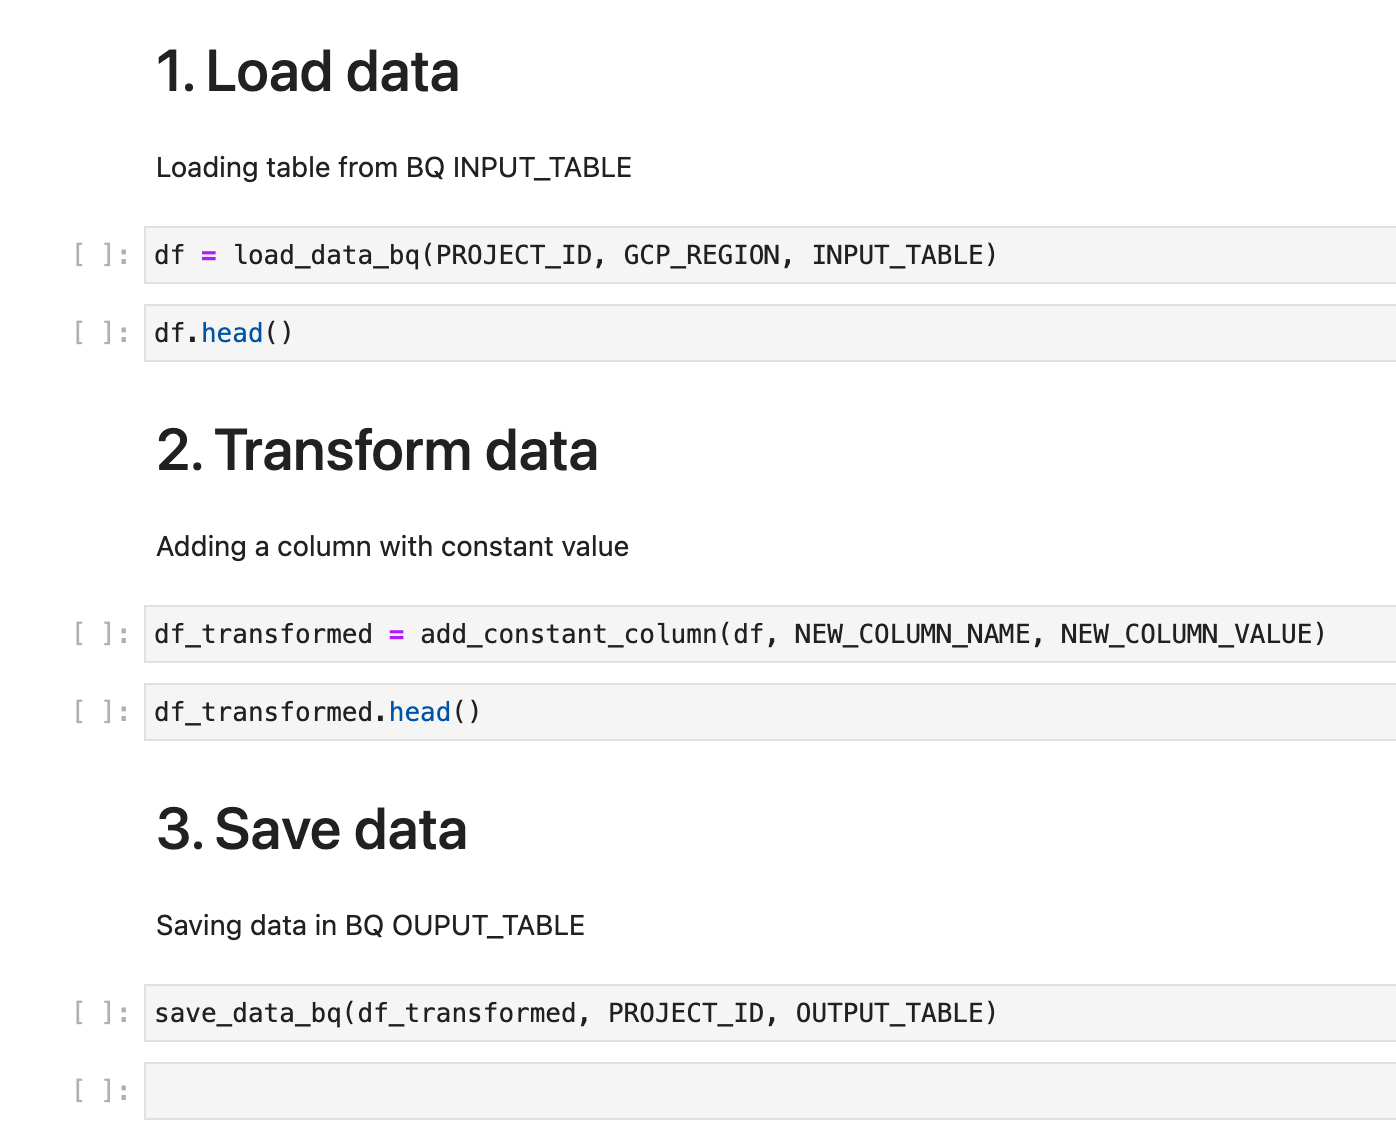 1. Load data
Loading table from BQ INPUT_TABLE
[ ]: df = load_data_bq(PROJECT_ID, GCP_REGION, INPUT_TABLE)
[ ]: df.head()
2. Transform data
Adding a column with constant value
[ ]: df_transformed = add_constant_column(df, NEW_COLUMN_NAME, NEW_COLUMN_VALUE)
[ ]: df_transformed.head()
3. Save data
Saving data in BQ OUPUT_TABLE
[ ]: save_data_bq(df_transformed, PROJECT_ID, OUTPUT_TABLE)
[ ]: